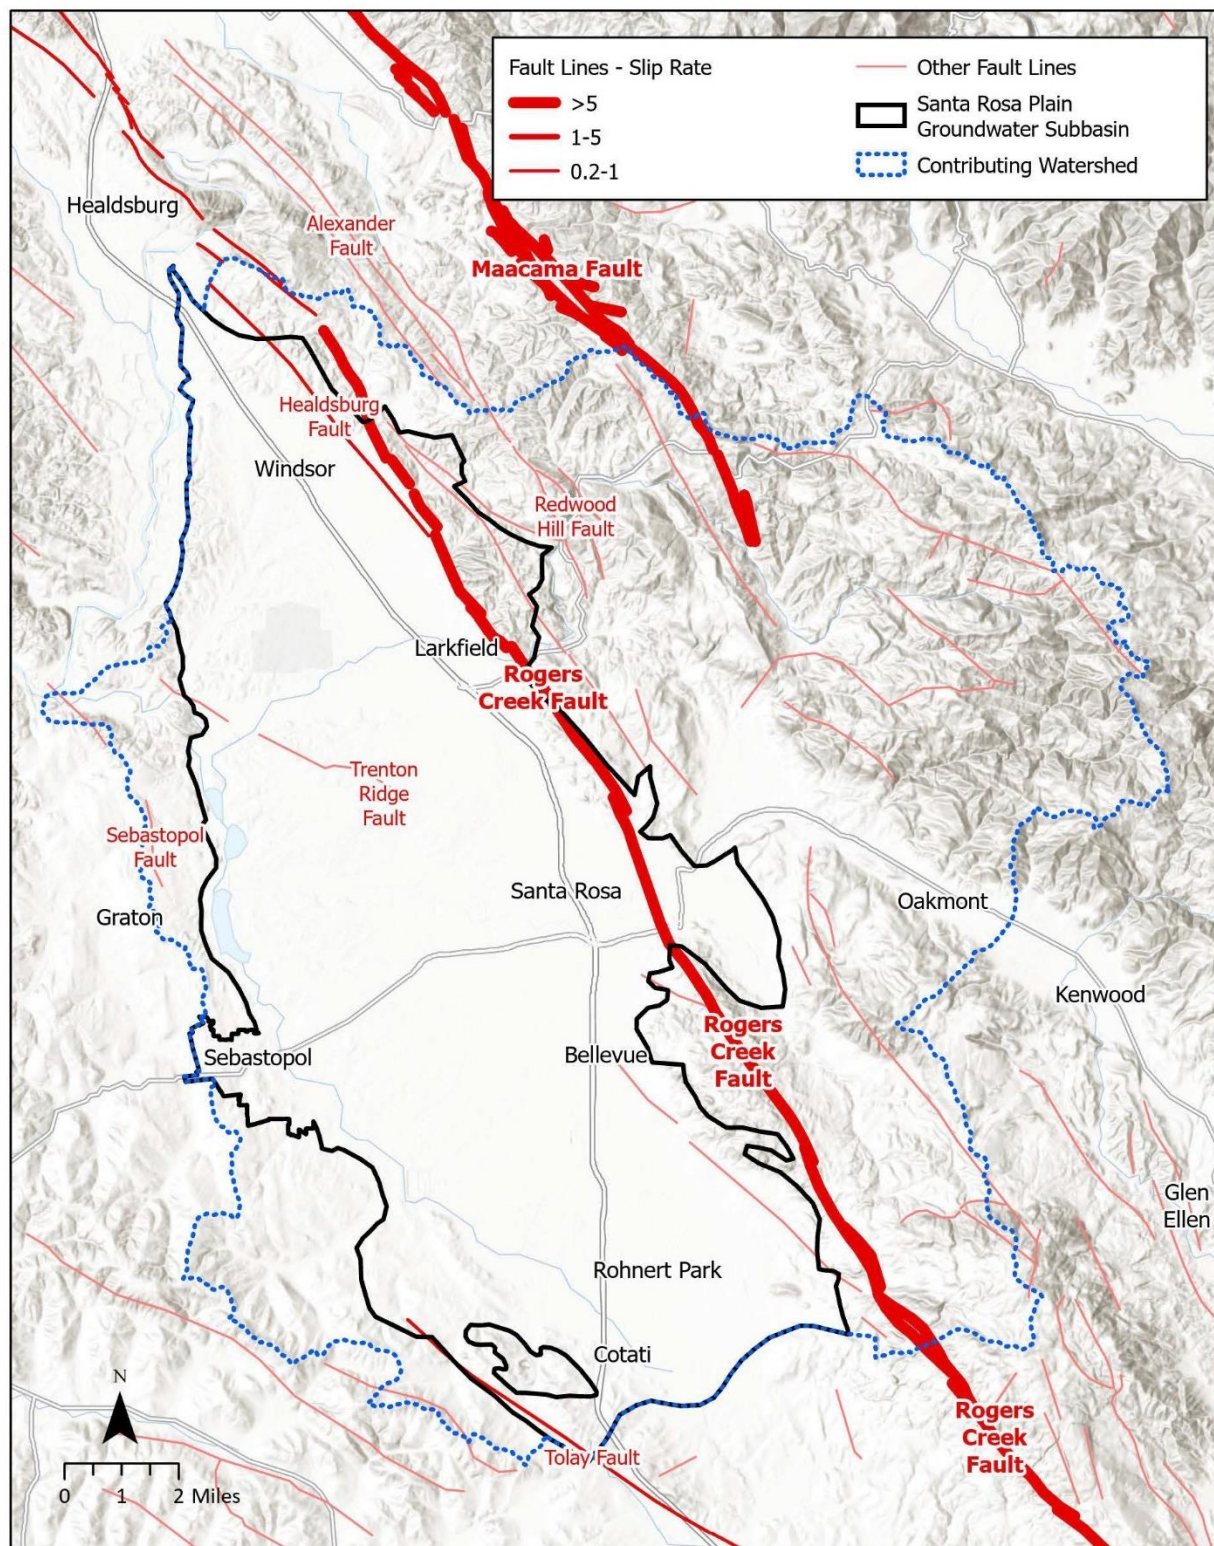 Fault Lines - Slip Rate
>5
1-5
0.2-1
Other Fault Lines
Santa Rosa Plain
Groundwater Subbasin
Contributing Watershed
Healdsburg
Alexander
Fault
Maacama Fault
Healdsburg
Fault
Windsor
Redwood
Hill Fault
Larkfield
Rogers
Creek Fault
Trenton
Ridge
Fault
Sebastopol
Fault
Graton
Santa Rosa
Oakmont
Kenwood
Rogers
Creek
Fault
Bellevue
Sebastopol
Glen
Ellen
Rohnert Park
Cotati
N
Rogers
Creek
Fault
Tolay Fault
0 1 2 Miles